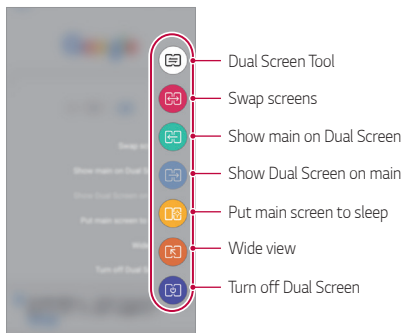 Dual Screen Tool
Swap screens
Show main on Dual Screen
Show Dual Screen on main
Put main screen to sleep
Wide view
Turn off Dual Screen